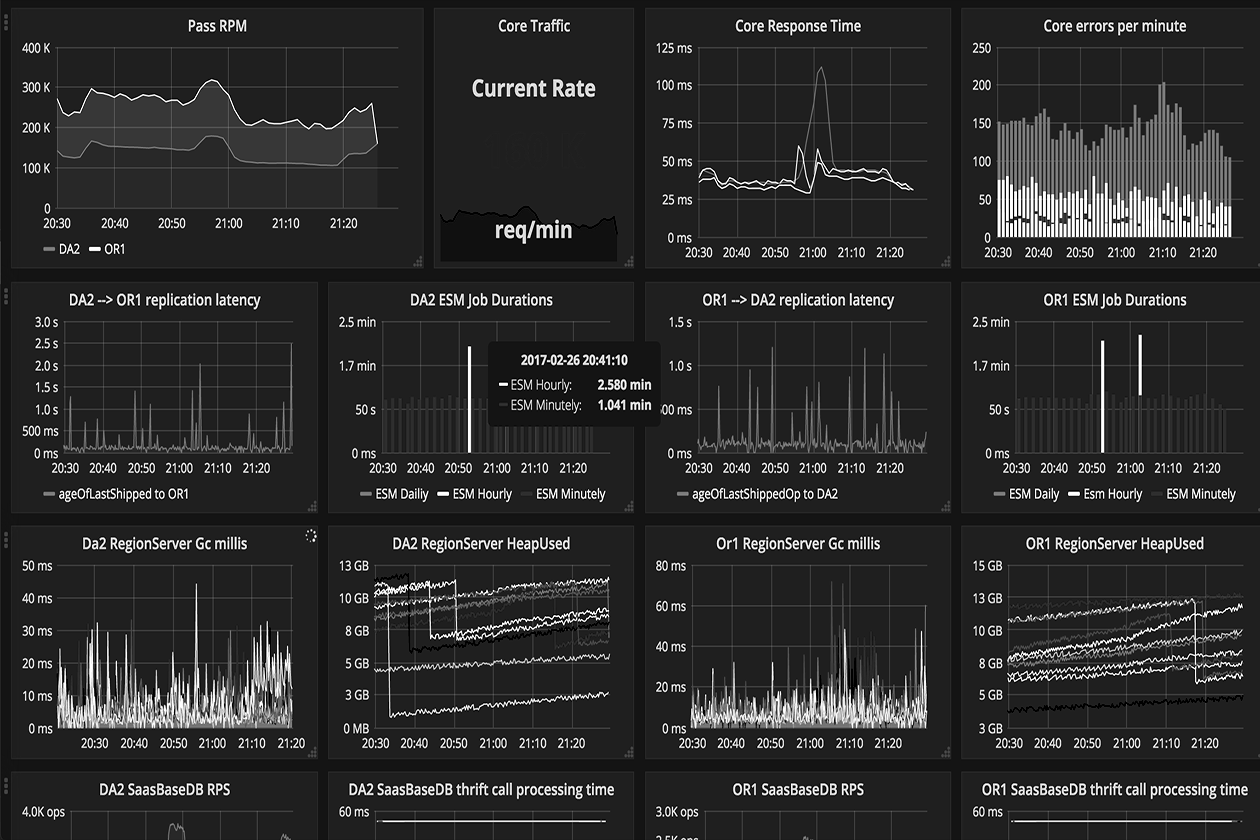 Pass RPM
400 K
300 K
200 K
100 K
0
20:30 20:40 20:50 21:00 21:10 21:20
DA2 OR1
Core Traffic
Current Rate
req/min
Core Response Time
125 ms
100 ms
75 ms
50 ms
25 ms
0 ms
20:30 20:40 20:50 21:00 21:10 21:20
Core errors per minute
250
200
150
100
50
0
20:30 20:40 20:50 21:00 21:10 21:20
DA2 --> OR1 replication latency
3.0 s
2.5 s
2.0 s
1.5 s
1.0 s
500 ms
0 ms
20:30 20:40 20:50 21:00 21:10 21:20
ageOfLastShipped to OR1
DA2 ESM Job Durations
2.5 min
1.7 min
50 s
0 ms
20:30 20:40 20:50 21:00 21:10 21:20
ESM Dailiy ESM Hourly ESM Minutely
2017-02-26 20:41:10
ESM Hourly: 2.580 min
ESM Minutely: 1.041 min
OR1 --> DA2 replication latency
1.5 s
1.0 s
00 ms
0 ms
20:30 20:40 20:50 21:00 21:10 21:20
ageOfLastShippedOp to DA2
OR1 ESM Job Durations
2.5 min
1.7 min
50 s
0 ms
20:30 20:40 20:50 21:00 21:10 21:20
ESM Daily Esm Hourly ESM Minutely
Da2 RegionServer Gc millis
50 ms
40 ms
30 ms
20 ms
10 ms
0 ms
20:30 20:40 20:50 21:00 21:10 21:20
DA2 RegionServer HeapUsed
13 GB
10 GB
8 GB
5 GB
3 GB
0 MB
20:30 20:40 20:50 21:00 21:10 21:20
Or1 RegionServer Gc millis
80 ms
60 ms
40 ms
20 ms
0 ms
20:30 20:40 20:50 21:00 21:10 21:20
OR1 RegionServer HeapUsed
15 GB
13 GB
10 GB
8 GB
5 GB
3 GB
20:30 20:40 20:50 21:00 21:10 21:20
DA2 SaasBaseDB RPS
4.0K ops
DA2 SaasBaseDB thrift call processing time
60 ms
OR1 SaasBaseDB RPS
3.0K ops
OR1 SaasBaseDB thrift call processing time
60 ms